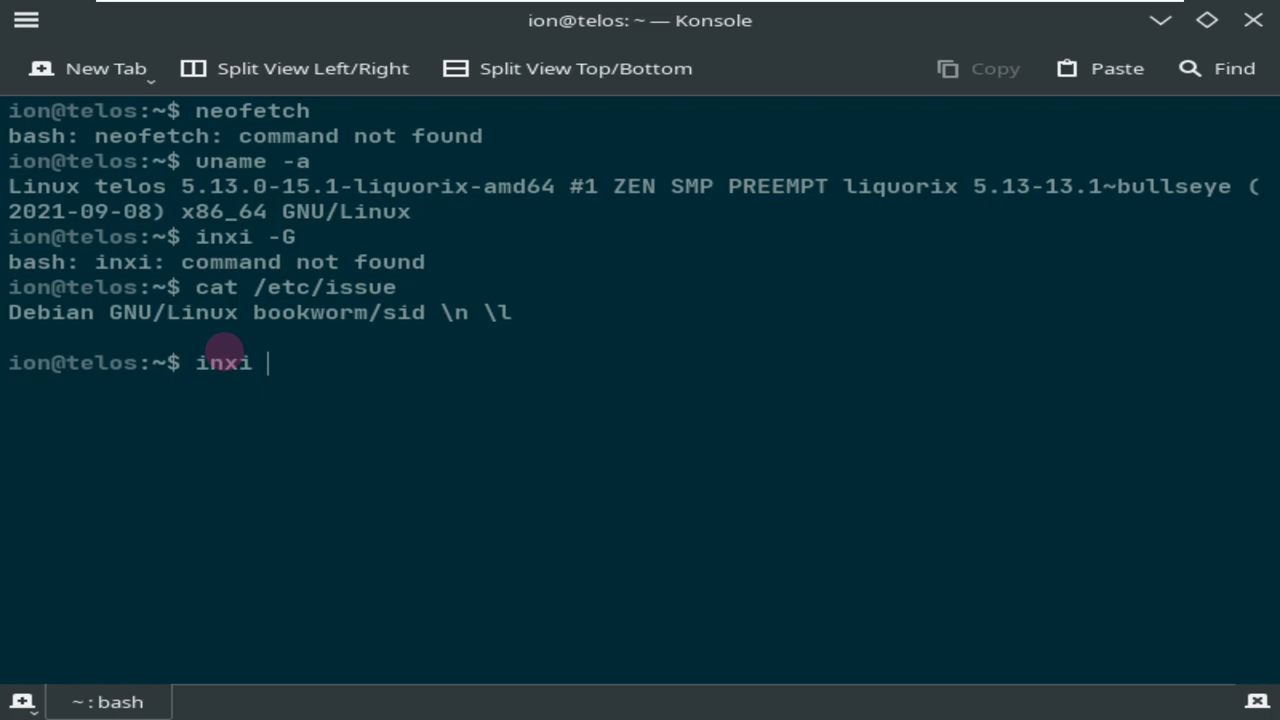 ion@telos: ~ — Konsole
New Tab Split View Left/Right Split View Top/Bottom Copy Paste Find
ion@telos:~$ neofetch
bash: neofetch: command not found
ion@telos:~$ uname -a
Linux telos 5.13.0-15.1-liquorix-amd64 #1 ZEN SMP PREEMPT liquorix 5.13-13.1~bullseye (
2021-09-08) x86_64 GNU/Linux
ion@telos:~$ inxi -G
bash: inxi: command not found
ion@telos:~$ cat /etc/issue
Debian GNU/Linux bookworm/sid \n \l
ion@telos:~$ inxi
~ : bash